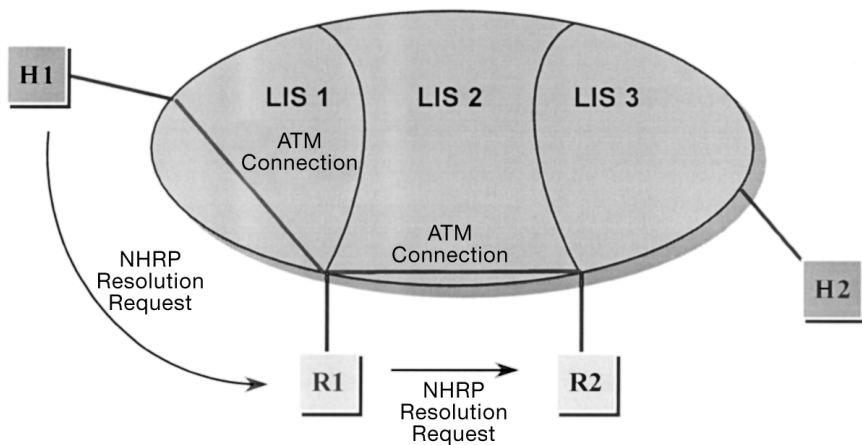 H1
LIS 1
LIS 2
LIS 3
ATM
Connection
ATM
Connection
NHRP
Resolution
Request
H2
R1
NHRP
Resolution
Request
R2